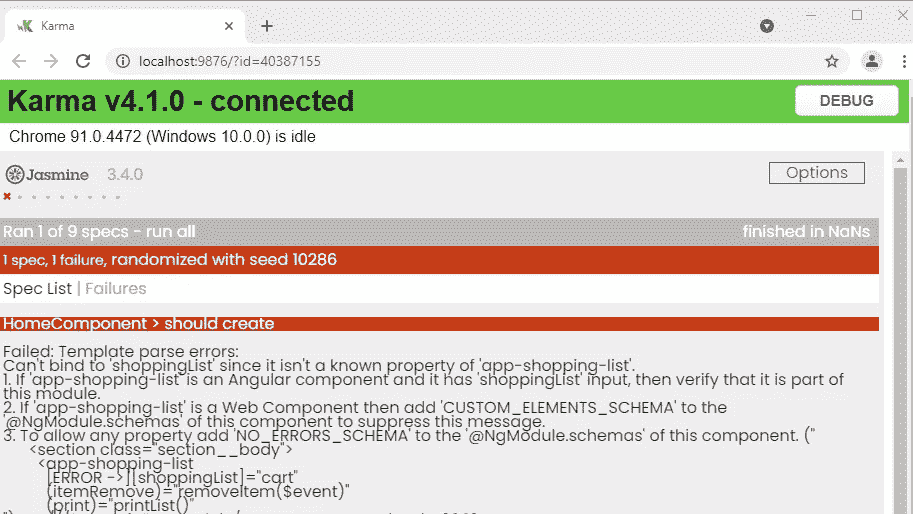 Karma
localhost:9876/?id=40387155
Karma v4.1.0 - connected
DEBUG
Chrome 91.0.4472 (Windows 10.0.0) is idle
Jasmine 3.4.0
Options
Ran 1 of 9 specs - run all
finished in NaNs
1 spec, 1 failure, randomized with seed 10286
Spec List | Failures
HomeComponent > should create
Failed: Template parse errors:
Can't bind to 'shoppingList' since it isn't a known property of 'app-shopping-list'.
1. If 'app-shopping-list' is an Angular component and it has 'shoppingList' input, then verify that it is part of
this module.
2. If 'app-shopping-list' is a Web Component then add 'CUSTOM_ELEMENTS_SCHEMA' to the
'@NgModule.schemas' of this component to suppress this message.
3. To allow any property add 'NO_ERRORS_SCHEMA' to the '@NgModule.schemas' of this component. ("
<section class="section__body">
<app-shopping-list
[ERROR ->][shoppingList]="cart"
(itemRemove)="removeItem($event)"
(print)="printList()"